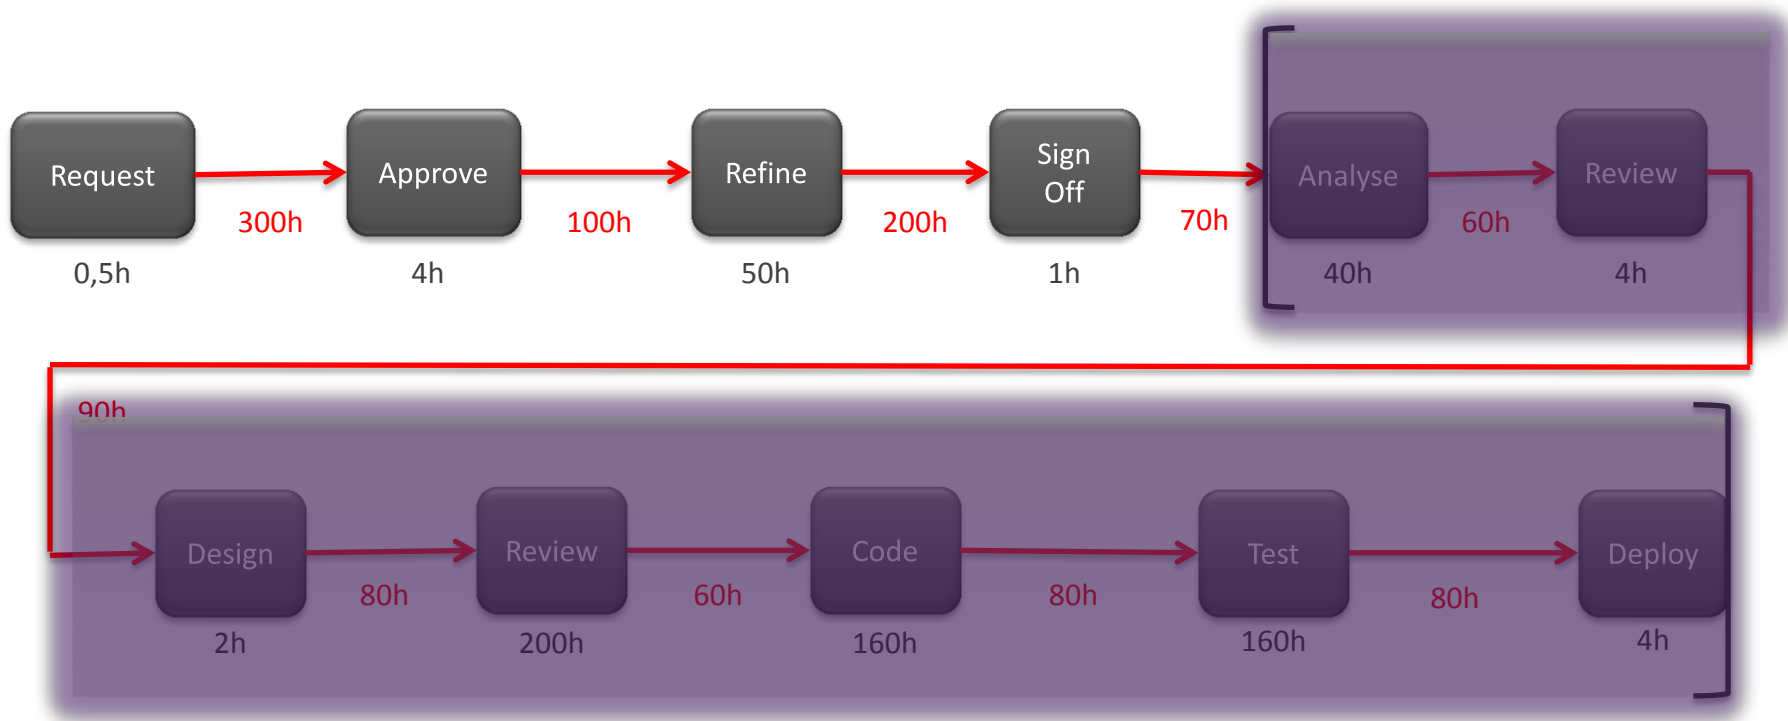 Request
Approve
Refine
Sign
Off
Analyse
Review
300h
100h
200h
70h
60h
0,5h
4h
50h
1h
40h
4h
90h
Design
Review
Code
Test
Deploy
80h
60h
80h
80h
2h
200h
160h
160h
4h